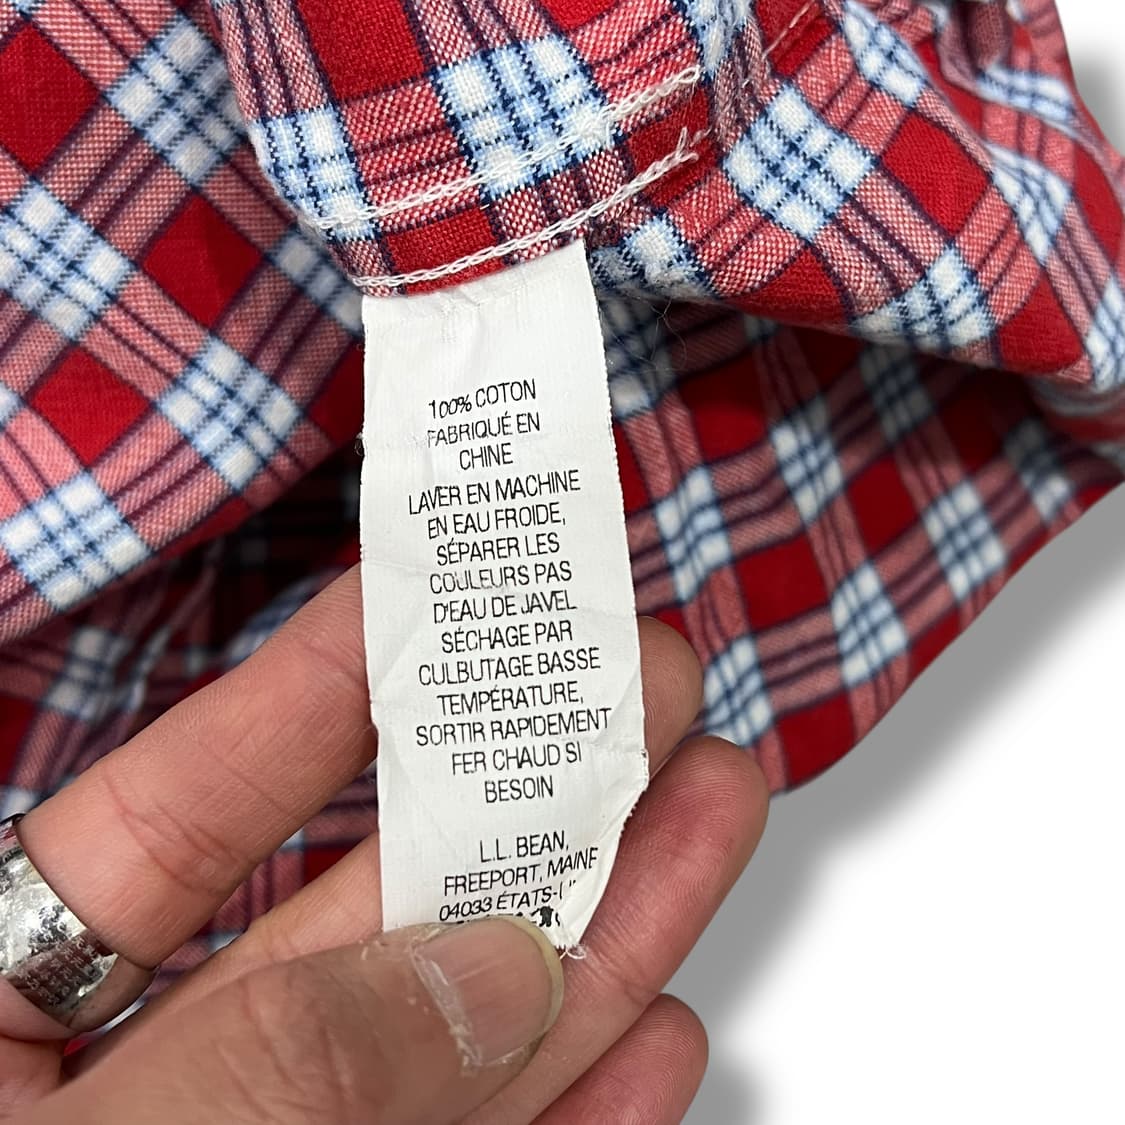 100% COTON
FABRIQUÉ EN
CHINE
LAVER EN MACHINE
EN EAU FROIDE,
SÉPARER LES
COULEURS PAS
D'EAU DE JAVEL
SÉCHAGE PAR
CULBUTAGE BASSE
TEMPÉRATURE,
SORTIR RAPIDEMENT
FER CHAUD SI
BESOIN
L.L. BEAN,
FREEPORT, MAINE
04033